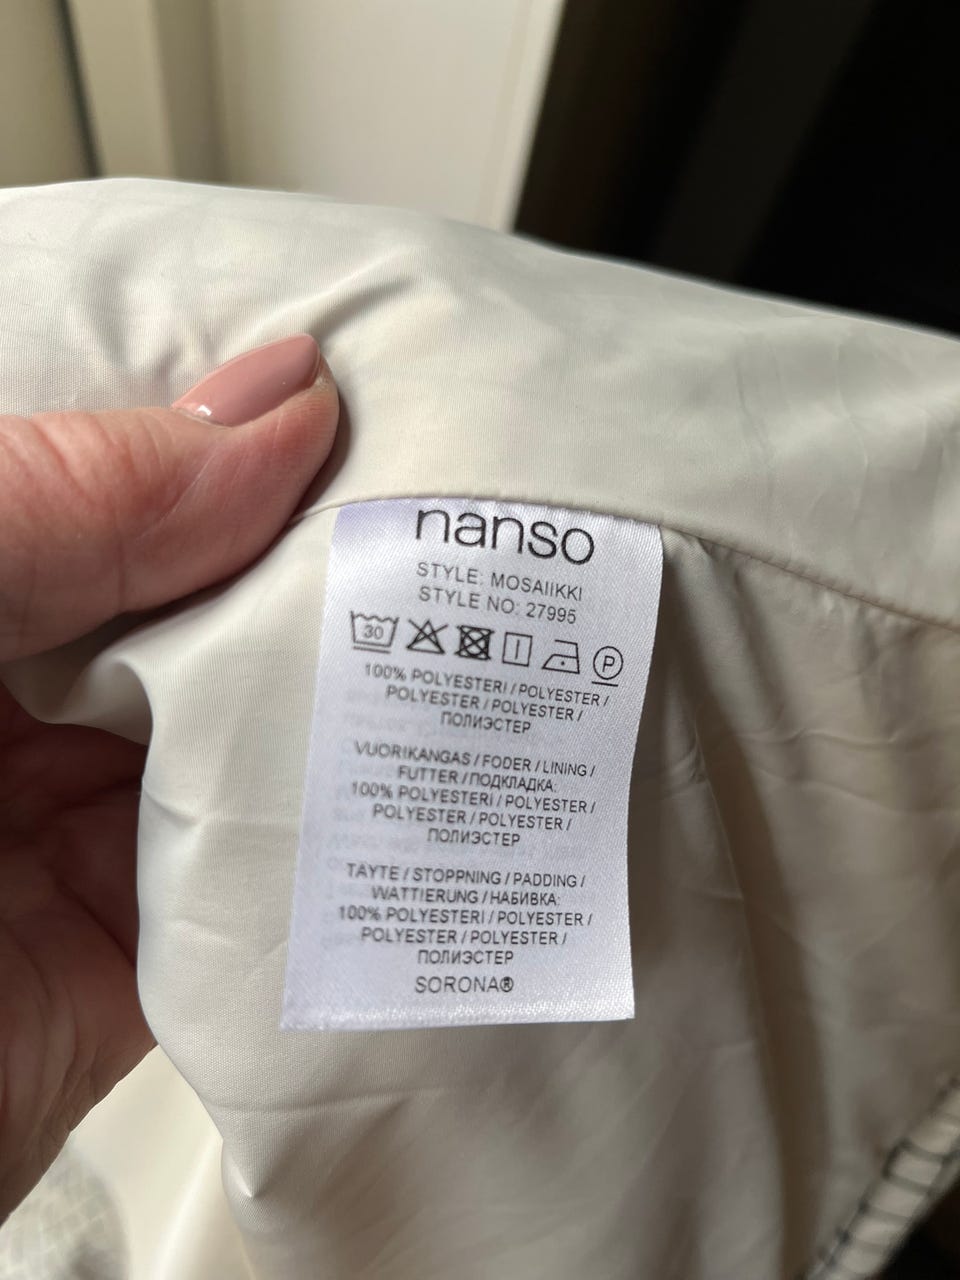 nanso
STYLE: MOSAIIKKI
STYLE NO: 27995
30 P
100% POLYESTERI / POLYESTER /
POLYESTER / POLYESTER /
ПОЛИЭСТЕР
VUORIKANGAS / FODER / LINING /
FUTTER / ПОДКЛАДКА:
100% POLYESTERI / POLYESTER /
POLYESTER / POLYESTER /
ПОЛИЭСТЕР
TÄYTE / STOPPNING / PADDING /
WATTIERUNG / НАБИВКА:
100% POLYESTERI / POLYESTER /
POLYESTER / POLYESTER /
ПОЛИЭСТЕР
SORONA®